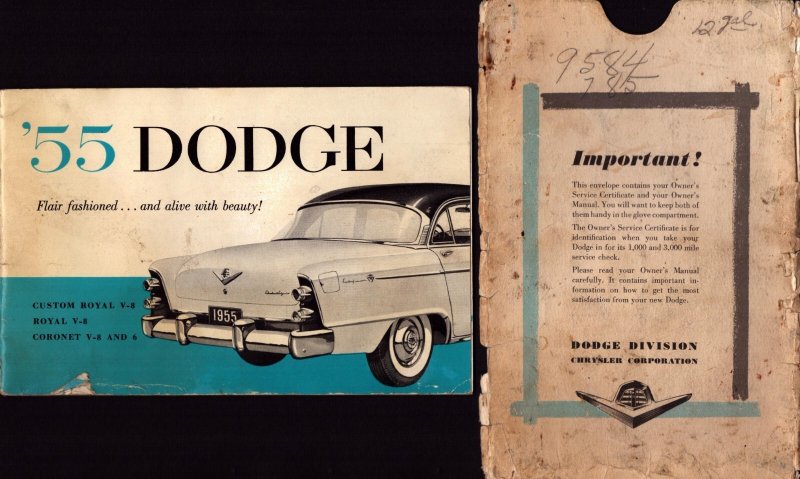 '55 DODGE
Flair fashioned . . . and alive with beauty!
CUSTOM ROYAL V-8
ROYAL V-8
CORONET V-8 AND 6
1955
12 gal.
9584
785
Important!
This envelope contains your Owner's
Service Certificate and your Owner's
Manual. You will want to keep both of
them handy in the glove compartment.
The Owner's Service Certificate is for
identification when you take your
Dodge in for its 1,000 and 3,000 mile
service check.
Please read your Owner's Manual
carefully. It contains important in-
formation on how to get the most
satisfaction from your new Dodge.
DODGE DIVISION
CHRYSLER CORPORATION